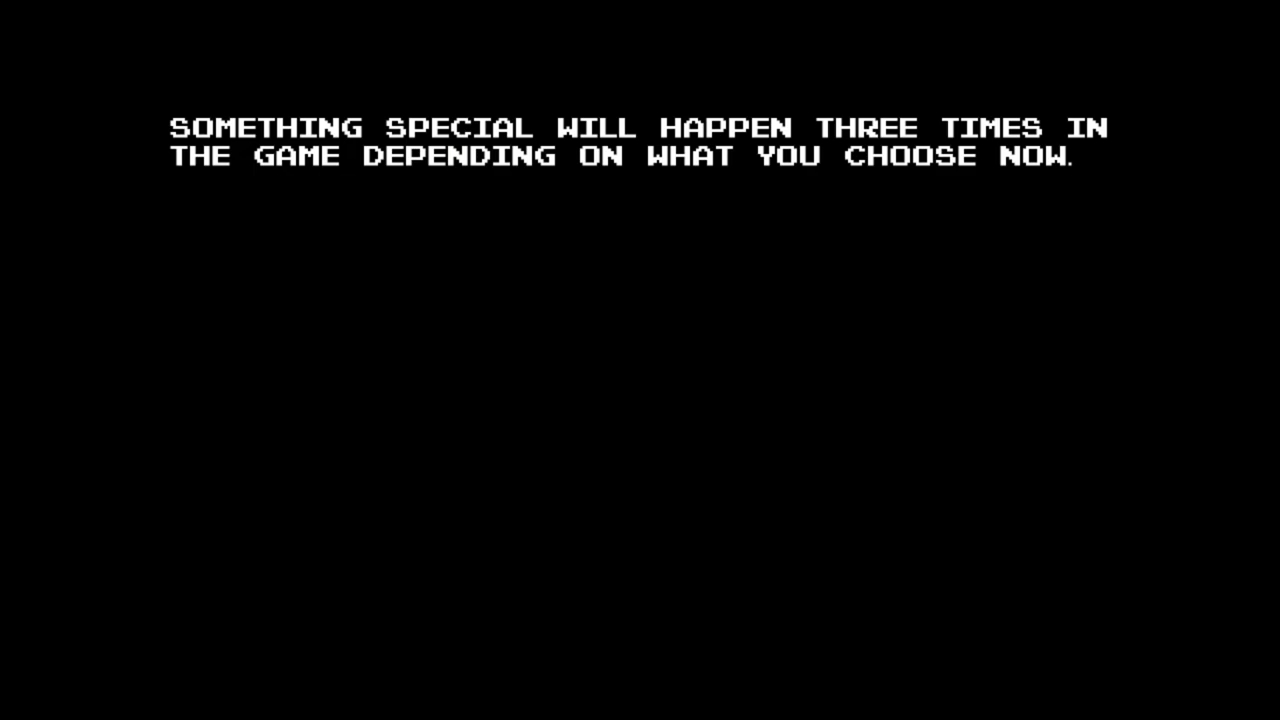 SOMETHING SPECIAL WILL HAPPEN THREE TIMES IN
THE GAME DEPENDING ON WHAT YOU CHOOSE NOW.